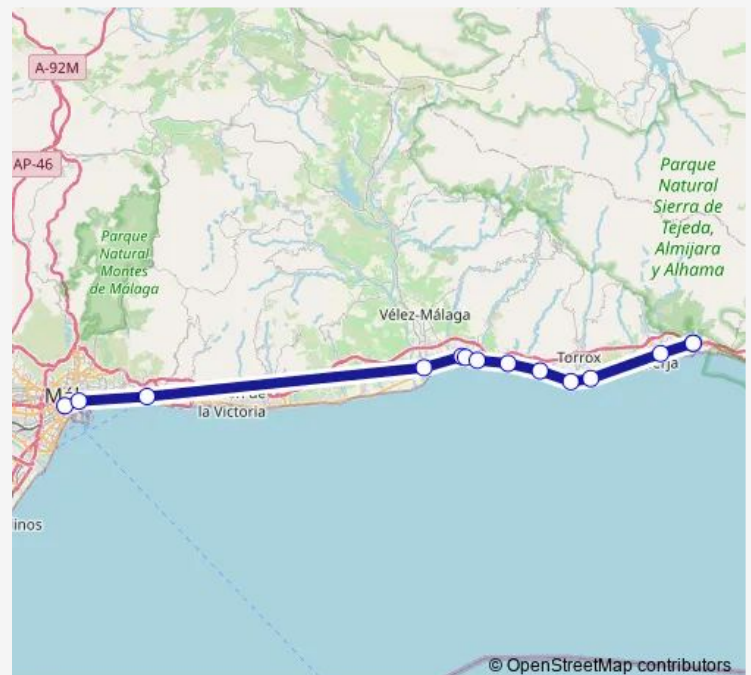 A-92M
AP-46
Parque
Natural
Sierra de
Tejeda,
Almijara
y Alhama
Parque
Natural
Montes
de Málaga
Vélez-Málaga
Torrox
la Victoria
inos
© OpenStreetMap contributors